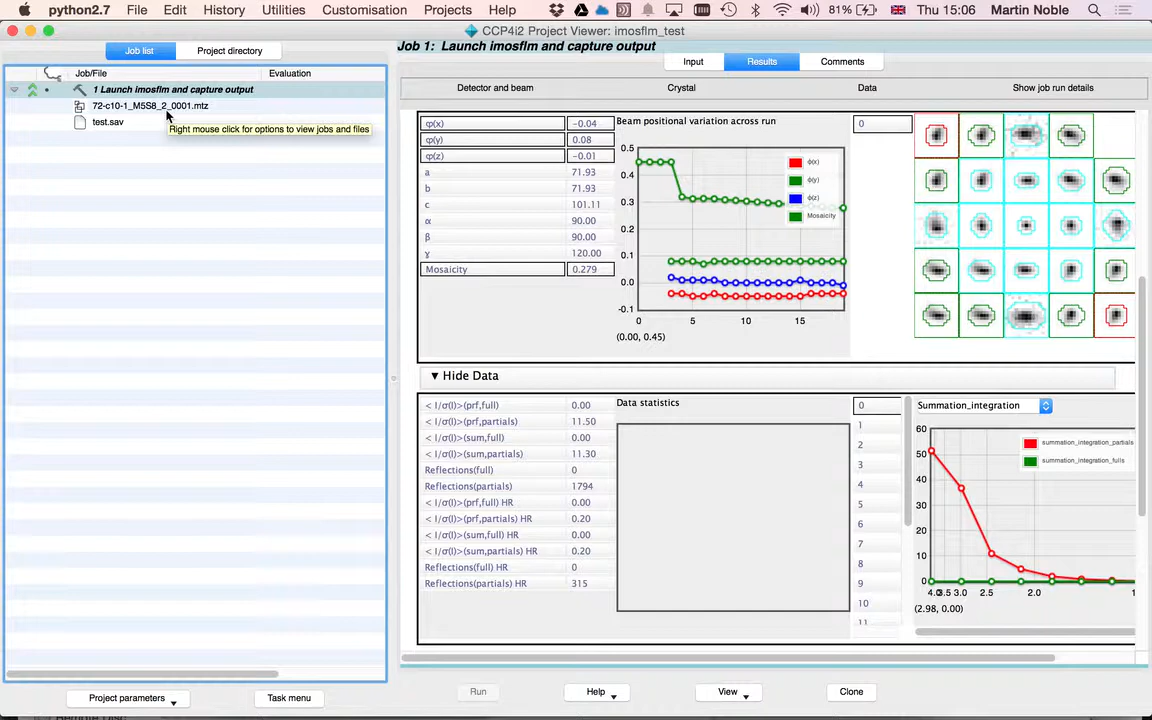 python2.7 File Edit History Utilities Customisation Projects Help 81% Thu 15:06 Martin Noble
CCP4i2 Project Viewer: imosflm_test
Job list Project directory
Job/File Evaluation
1 Launch imosflm and capture output
72-c10-1_M5S8_2_0001.mtz
test.sav
Right mouse click for options to view jobs and files
Project parameters Task menu
Job 1: Launch imosflm and capture output
Input Results Comments
Detector and beam Crystal Data Show job run details
φ(x) -0.04
φ(y) 0.08
φ(z) -0.01
a 71.93
b 71.93
c 101.11
α 90.00
β 90.00
γ 120.00
Mosaicity 0.279
Beam positional variation across run
0.5
0.4
0.3
0.2
0.1
0.0
-0.1
0 5 10 15
(0.00, 0.45)
ϕ(x)
ϕ(y)
ϕ(z)
Mosaicity
0
▼ Hide Data
< I/σ(I)>(prf,full) 0.00
< I/σ(I)>(prf,partials) 11.50
< I/σ(I)>(sum,full) 0.00
< I/σ(I)>(sum,partials) 11.30
Reflections(full) 0
Reflections(partials) 1794
< I/σ(I)>(prf,full) HR 0.00
< I/σ(I)>(prf,partials) HR 0.20
< I/σ(I)>(sum,full) HR 0.00
< I/σ(I)>(sum,partials) HR 0.20
Reflections(full) HR 0
Reflections(partials) HR 315
Data statistics
0
1
2
3
4
5
6
7
8
9
10
11
Summation_integration
60
50
40
30
20
10
0
4.0 3.5 3.0 2.5 2.0 1
(2.98, 0.00)
summation_integration_partials
summation_integration_fulls
Run Help View Clone